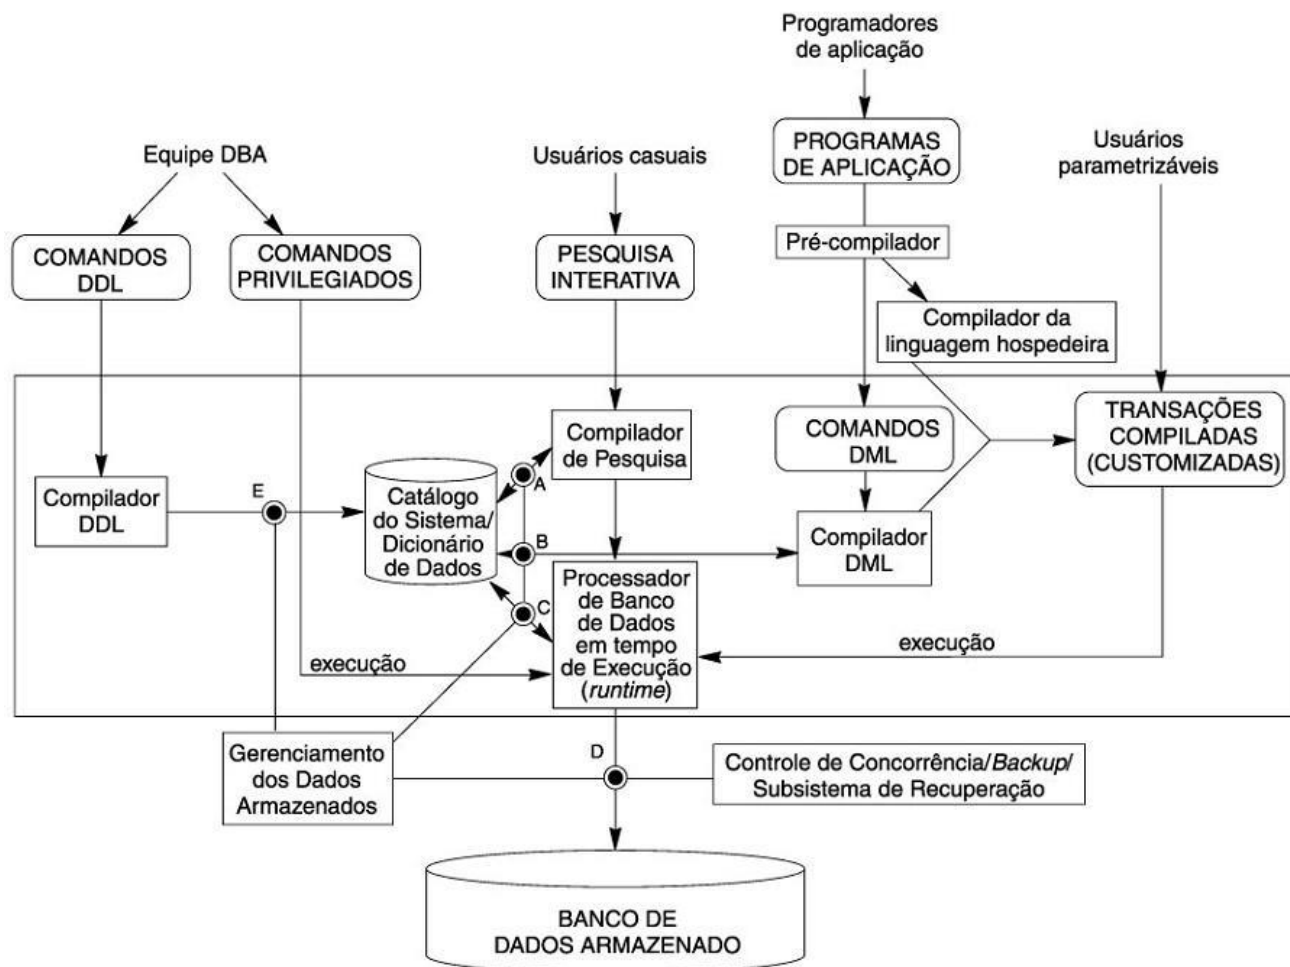 Programadores
de aplicação
PROGRAMAS
DE APLICAÇÃO
Usuários
parametrizáveis
Equipe DBA
Usuários casuais
COMANDOS
DDL
COMANDOS
PRIVILEGIADOS
PESQUISA
INTERATIVA
Pré-compilador
Compilador da
linguagem hospedeira
Compilador
de Pesquisa
COMANDOS
DML
TRANSAÇÕES
COMPILADAS
(CUSTOMIZADAS)
Compilador
DDL
E
Catálogo
do Sistema/
Dicionário
de Dados
A
B
C
Compilador
DML
Processador
de Banco
de Dados
em tempo
de Execução
(runtime)
execução
execução
Gerenciamento
dos Dados
Armazenados
D
Controle de Concorrência/Backup/
Subsistema de Recuperação
BANCO DE
DADOS ARMAZENADO